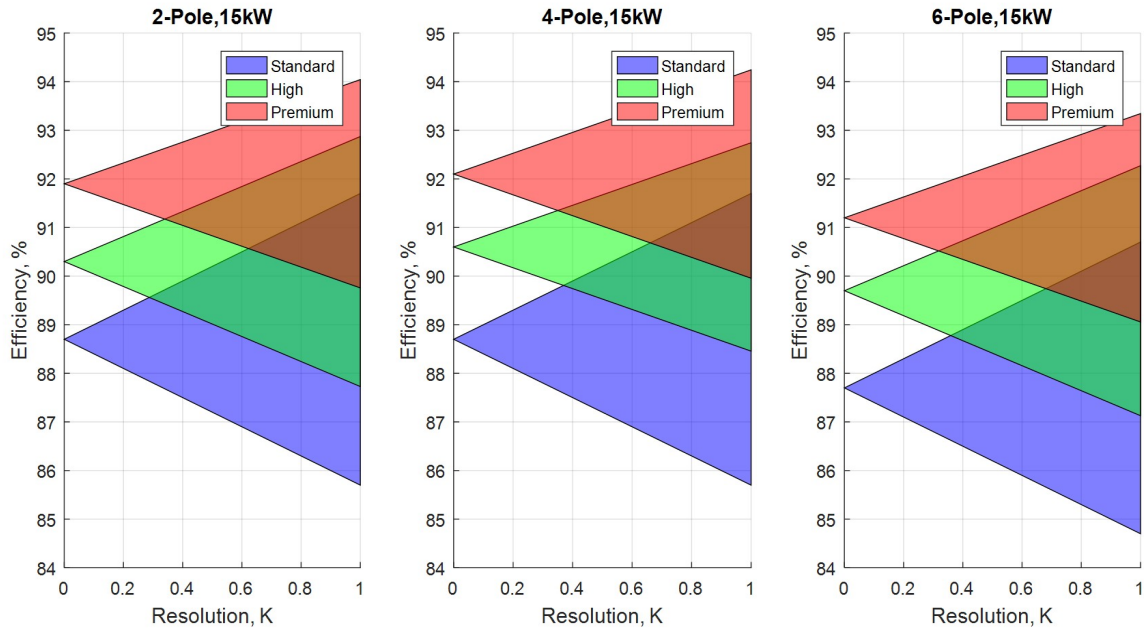 2-Pole,15kW
95
94
93
92
91
90
89
88
87
86
85
84
Efficiency, %
0 0.2 0.4 0.6 0.8 1
Resolution, K
Standard
High
Premium
4-Pole,15kW
95
94
93
92
91
90
89
88
87
86
85
84
Efficiency, %
0 0.2 0.4 0.6 0.8 1
Resolution, K
Standard
High
Premium
6-Pole,15kW
95
94
93
92
91
90
89
88
87
86
85
84
Efficiency, %
0 0.2 0.4 0.6 0.8 1
Resolution, K
Standard
High
Premium